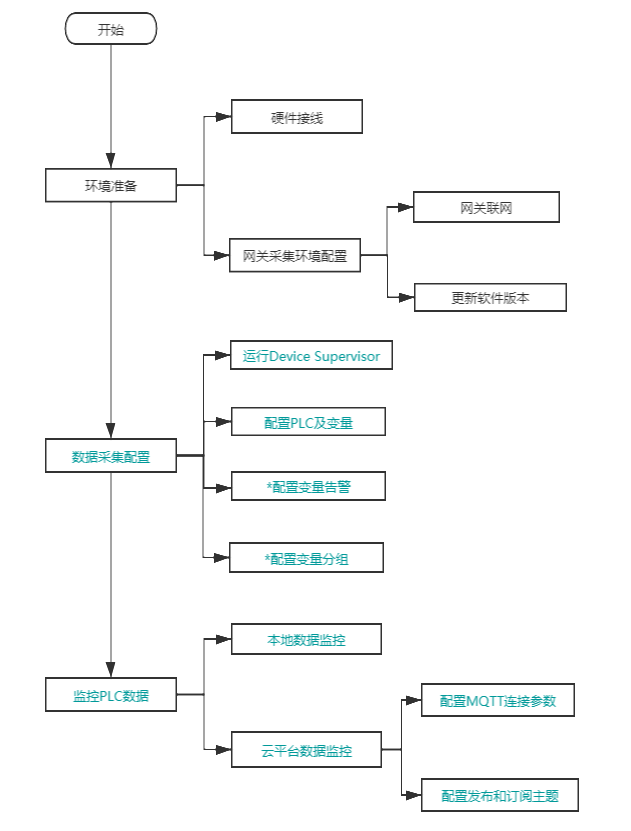 开始
硬件接线
环境准备
网关联网
网关采集环境配置
更新软件版本
运行Device Supervisor
配置PLC及变量
数据采集配置
*配置变量告警
*配置变量分组
本地数据监控
监控PLC数据
配置MQTT连接参数
云平台数据监控
配置发布和订阅主题